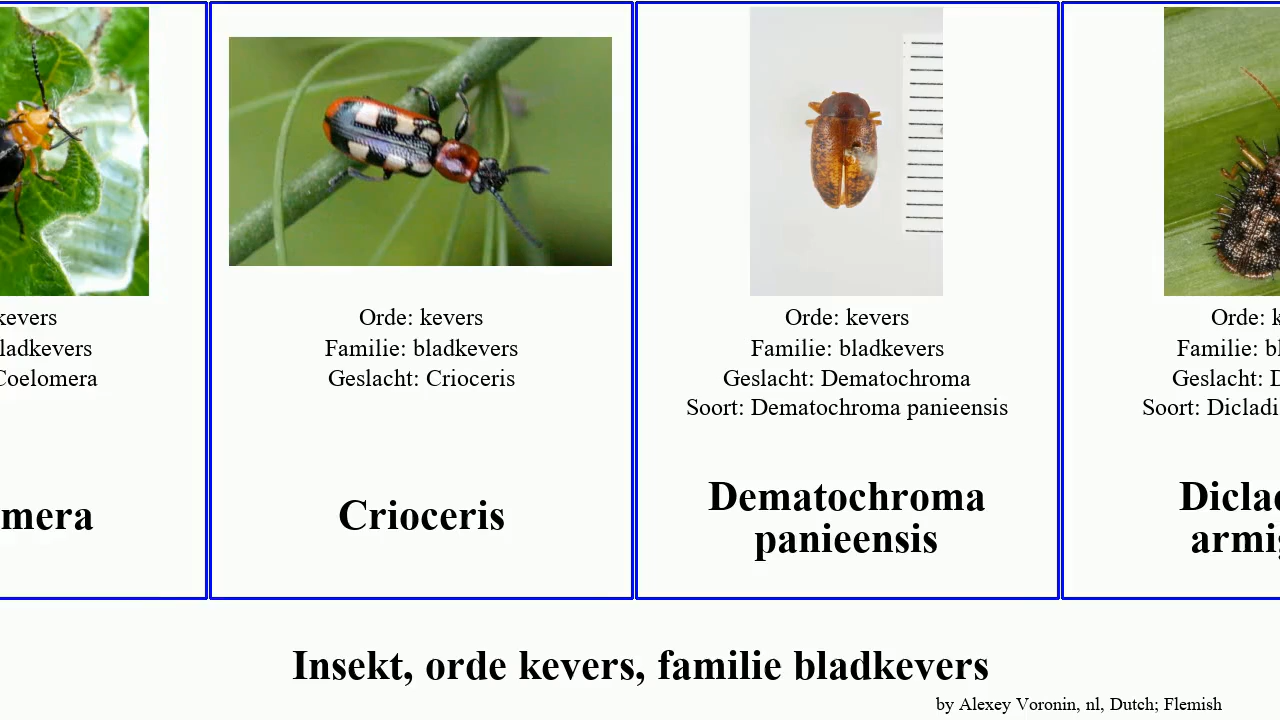 kevers
ladkevers
Coelomera
mera
Orde: kevers
Familie: bladkevers
Geslacht: Crioceris
Crioceris
Orde: kevers
Familie: bladkevers
Geslacht: Dematochroma
Soort: Dematochroma panieensis
Dematochroma
panieensis
Orde: k
Familie: bl
Geslacht: D
Soort: Dicladi
Diclad
armig
Insekt, orde kevers, familie bladkevers
by Alexey Voronin, nl, Dutch; Flemish